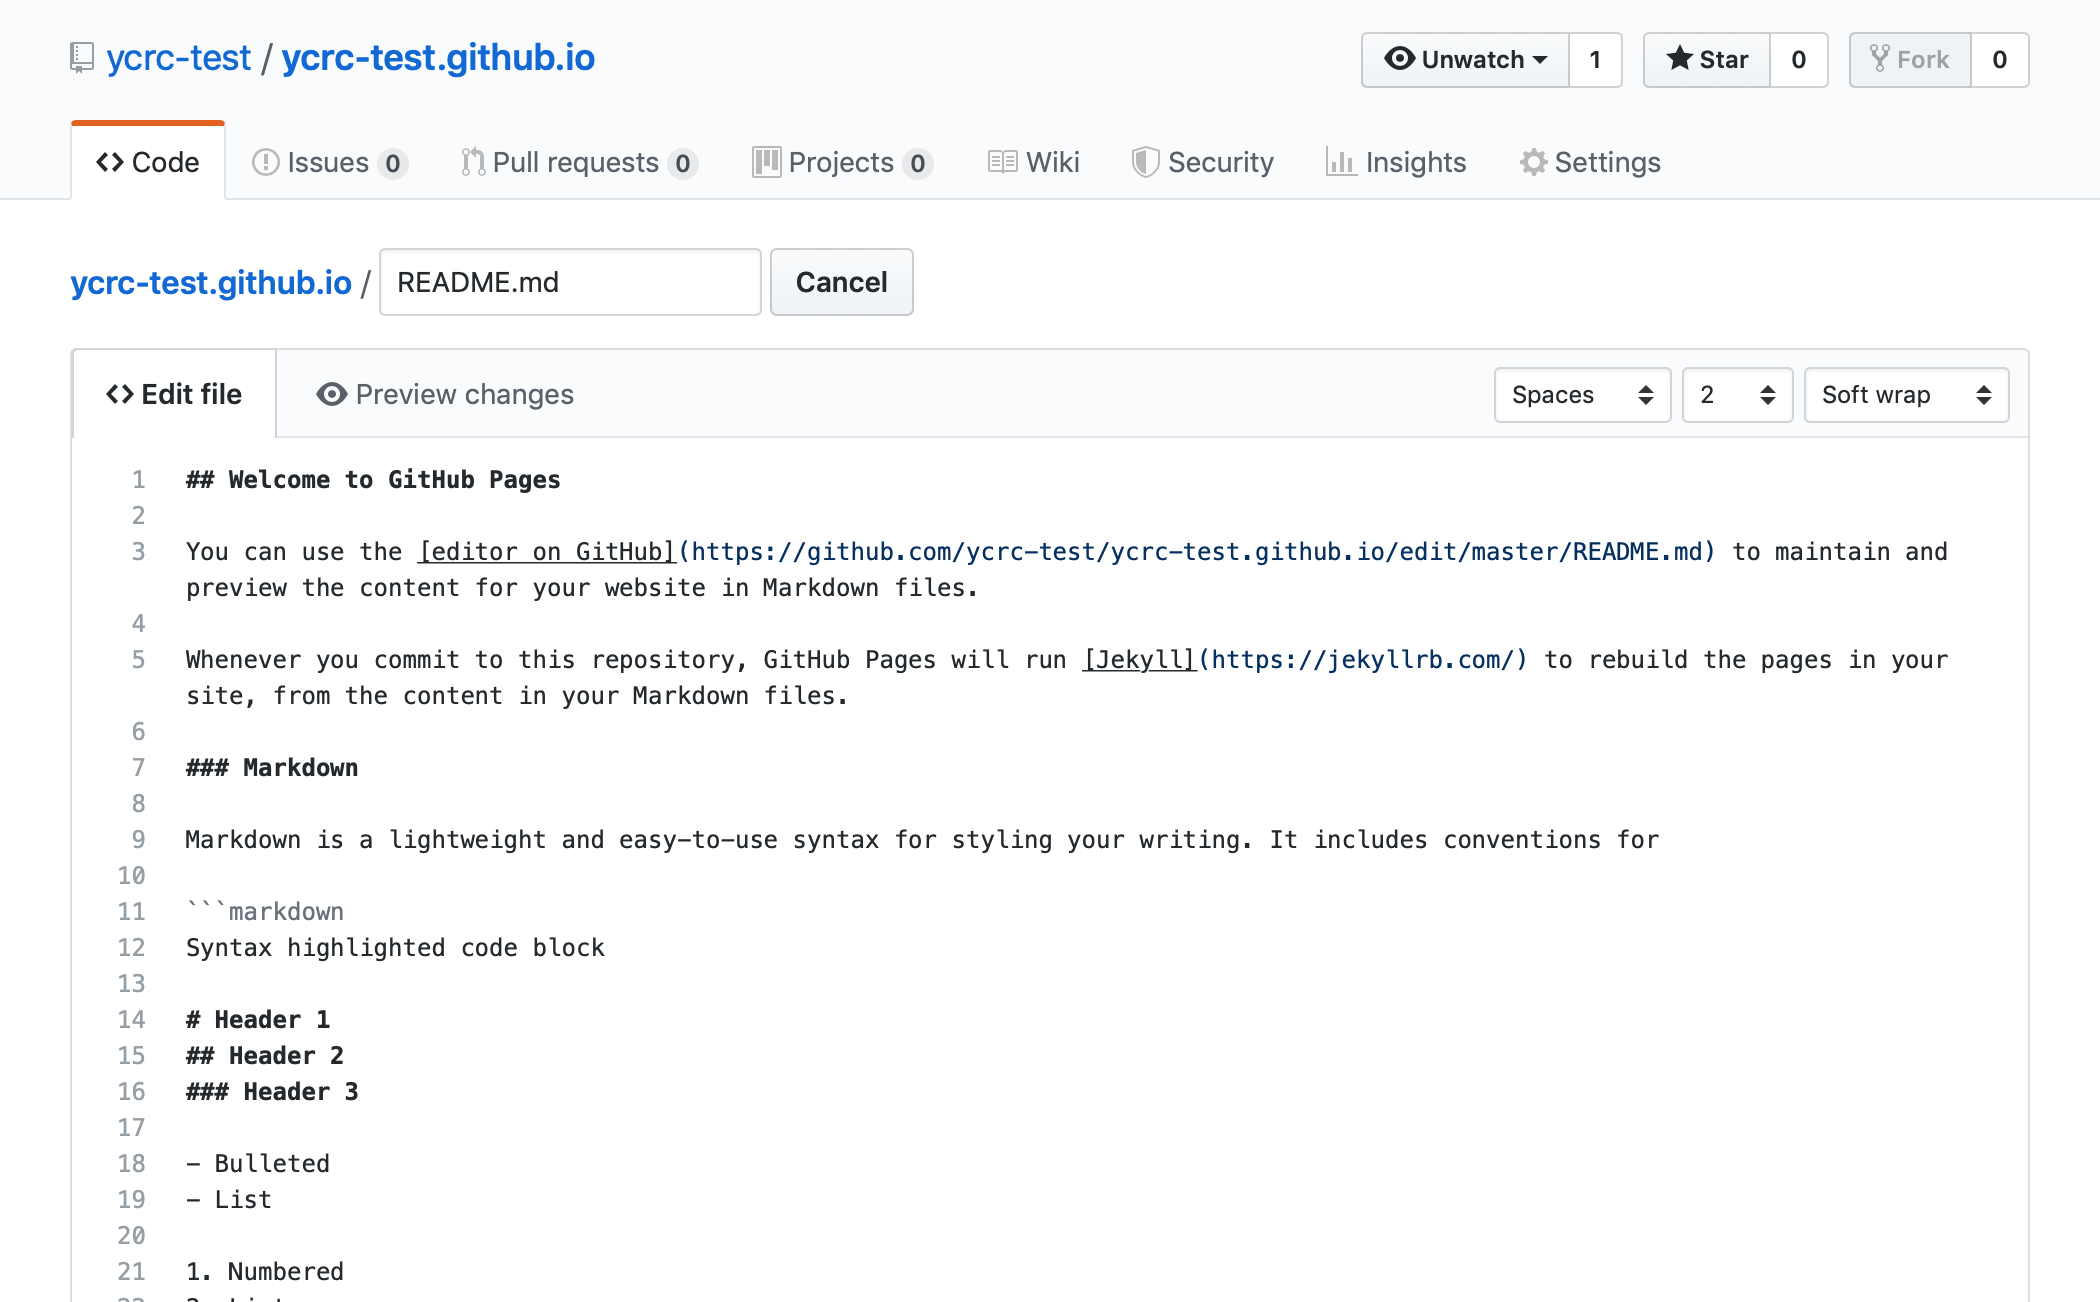 ycrc-test / ycrc-test.github.io
Unwatch 1 Star 0 Fork 0
Code Issues 0 Pull requests 0 Projects 0 Wiki Security Insights Settings
ycrc-test.github.io / README.md Cancel
Edit file Preview changes Spaces 2 Soft wrap
1 ## Welcome to GitHub Pages
2
3 You can use the [editor on GitHub](https://github.com/ycrc-test/ycrc-test.github.io/edit/master/README.md) to maintain and
preview the content for your website in Markdown files.
4
5 Whenever you commit to this repository, GitHub Pages will run [Jekyll](https://jekyllrb.com/) to rebuild the pages in your
site, from the content in your Markdown files.
6
7 ### Markdown
8
9 Markdown is a lightweight and easy-to-use syntax for styling your writing. It includes conventions for
10
11 ```markdown
12 Syntax highlighted code block
13
14 # Header 1
15 ## Header 2
16 ### Header 3
17
18 - Bulleted
19 - List
20
21 1. Numbered